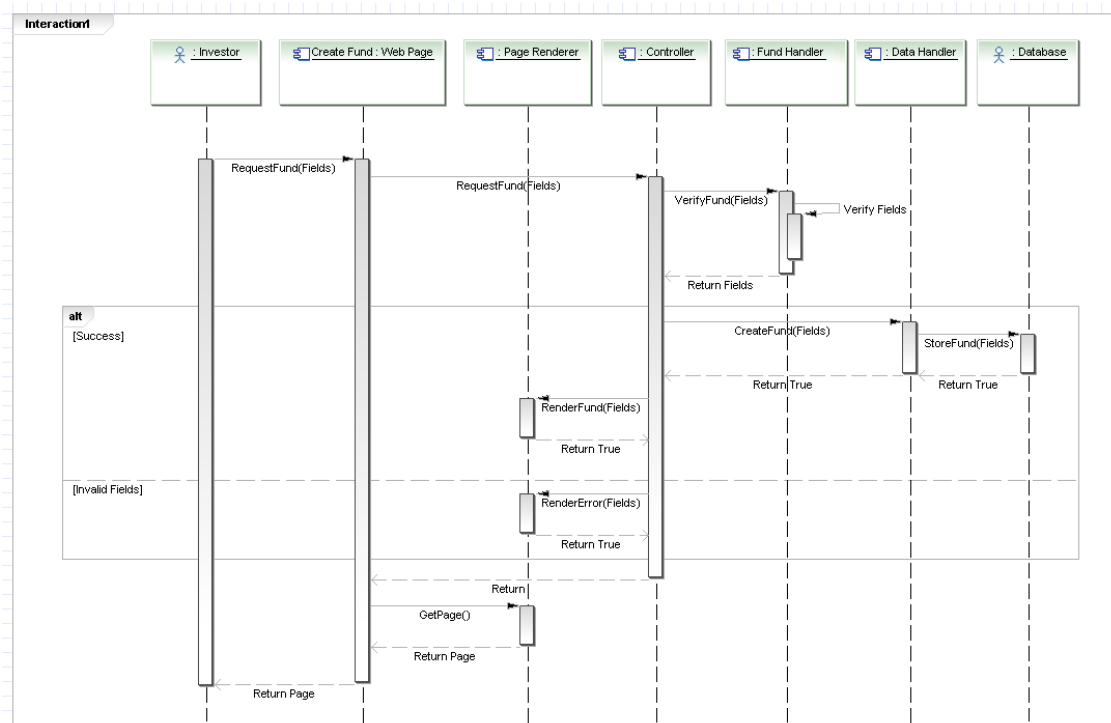 Interaction1
: Investor
Create Fund : Web Page
: Page Renderer
: Controller
: Fund Handler
: Data Handler
: Database
RequestFund(Fields)
RequestFund(Fields)
VerifyFund(Fields)
Verify Fields
Return Fields
alt
[Success]
CreateFund(Fields)
StoreFund(Fields)
Return True
Return True
RenderFund(Fields)
Return True
[Invalid Fields]
RenderError(Fields)
Return True
Return
GetPage()
Return Page
Return Page